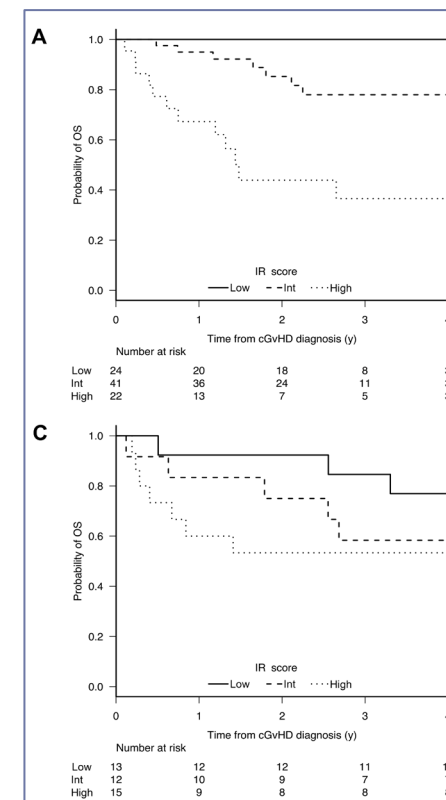 A
1.0
0.8
0.6
0.4
0.2
0.0
Probability of OS
IR score
Low Int High
0 1 2 3
Time from cGvHD diagnosis (y)
Number at risk
Low 24 20 18 8
Int 41 36 24 11
High 22 13 7 5
C
1.0
0.8
0.6
0.4
0.2
0.0
Probability of OS
IR score
Low Int High
0 1 2 3
Time from cGvHD diagnosis (y)
Number at risk
Low 13 12 12 11
Int 12 10 9 7
High 15 9 8 8